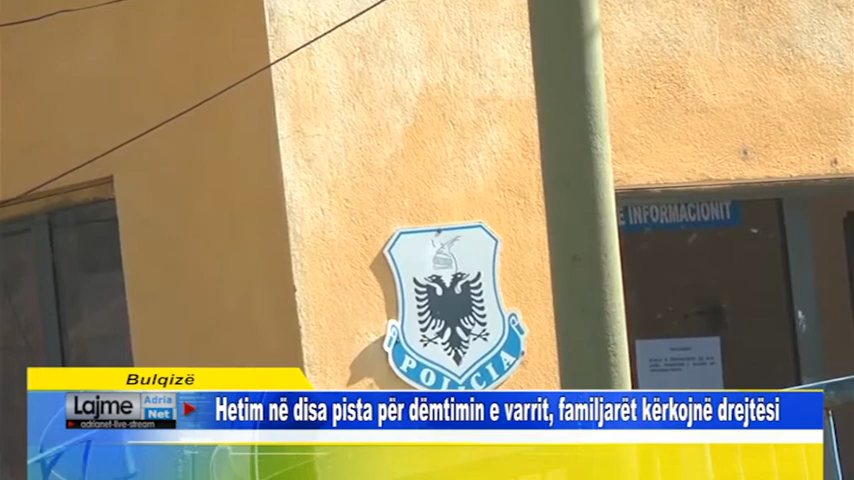 E INFORMACIONIT
POLICIA
Bulqizë
Lajme Adria Net
adrianet-live-stream
Hetim në disa pista për dëmtimin e varrit, familjarët kërkojnë drejtësi